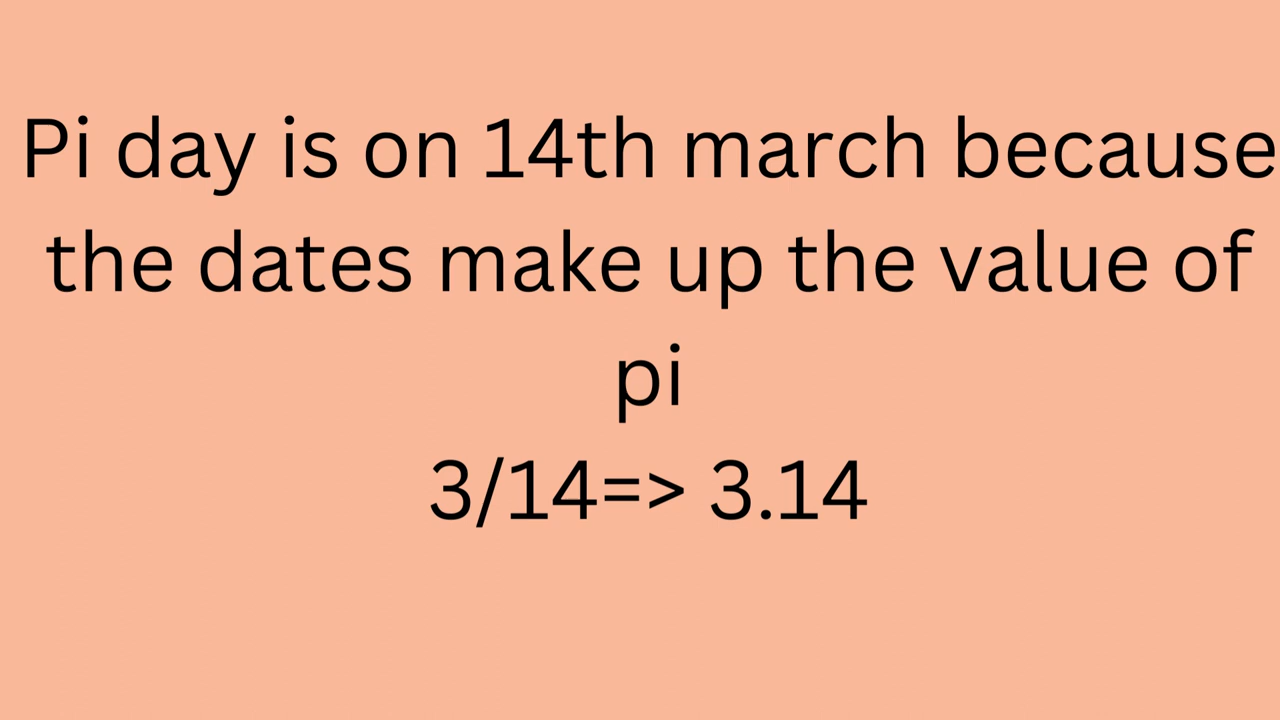 Pi day is on 14th march because
the dates make up the value of
pi
3/14=> 3.14